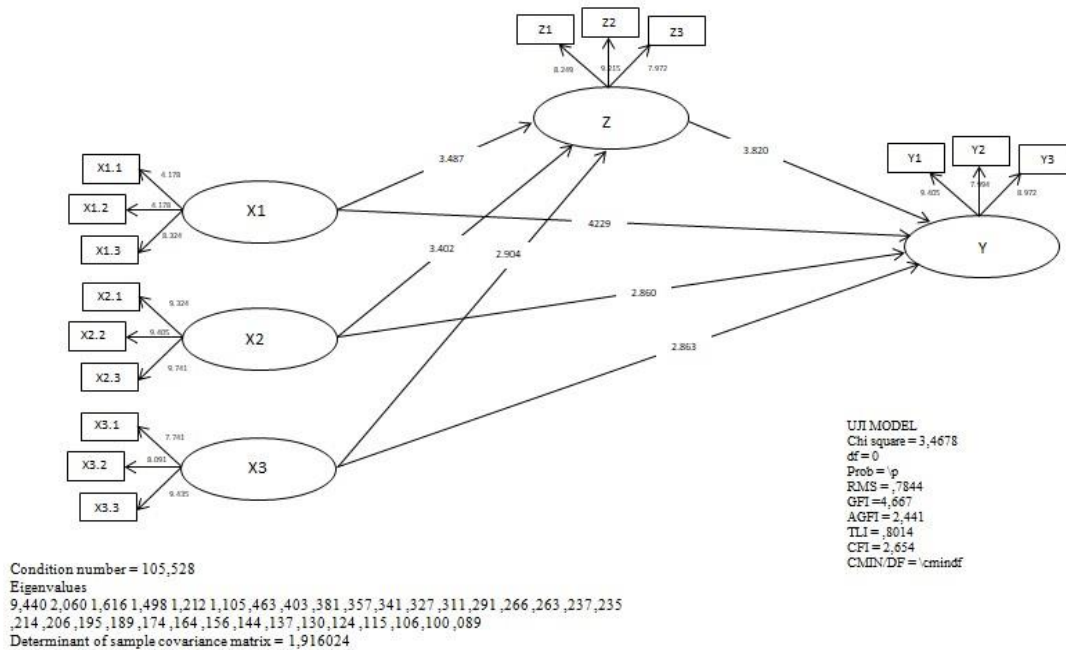 Z1
Z2
Z3
8.249
9.215
7.972
Z
3.487
3.820
Y1
Y2
Y3
9.405
7.994
8.972
Y
X1.1
X1.2
X1.3
4.178
4.178
8.324
X1
4229
3.402
2.904
X2.1
X2.2
X2.3
9.324
9.405
9.741
X2
2.860
2.863
X3.1
X3.2
X3.3
7.741
8.091
9.435
X3
UJI MODEL
Chi square = 3,4678
df = 0
Prob = \p
RMS = ,7844
GFI =4,667
AGFI = 2,441
TLI = ,8014
CFI = 2,654
CMIN/DF = \cmindf
Condition number = 105,528
Eigenvalues
9,440 2,060 1,616 1,498 1,212 1,105,463 ,403 ,381 ,357 ,341 ,327 ,311 ,291 ,266 ,263 ,237 ,235
,214 ,206 ,195 ,189 ,174 ,164 ,156 ,144 ,137 ,130 ,124 ,115 ,106 ,100 ,089
Determinant of sample covariance matrix = 1,916024